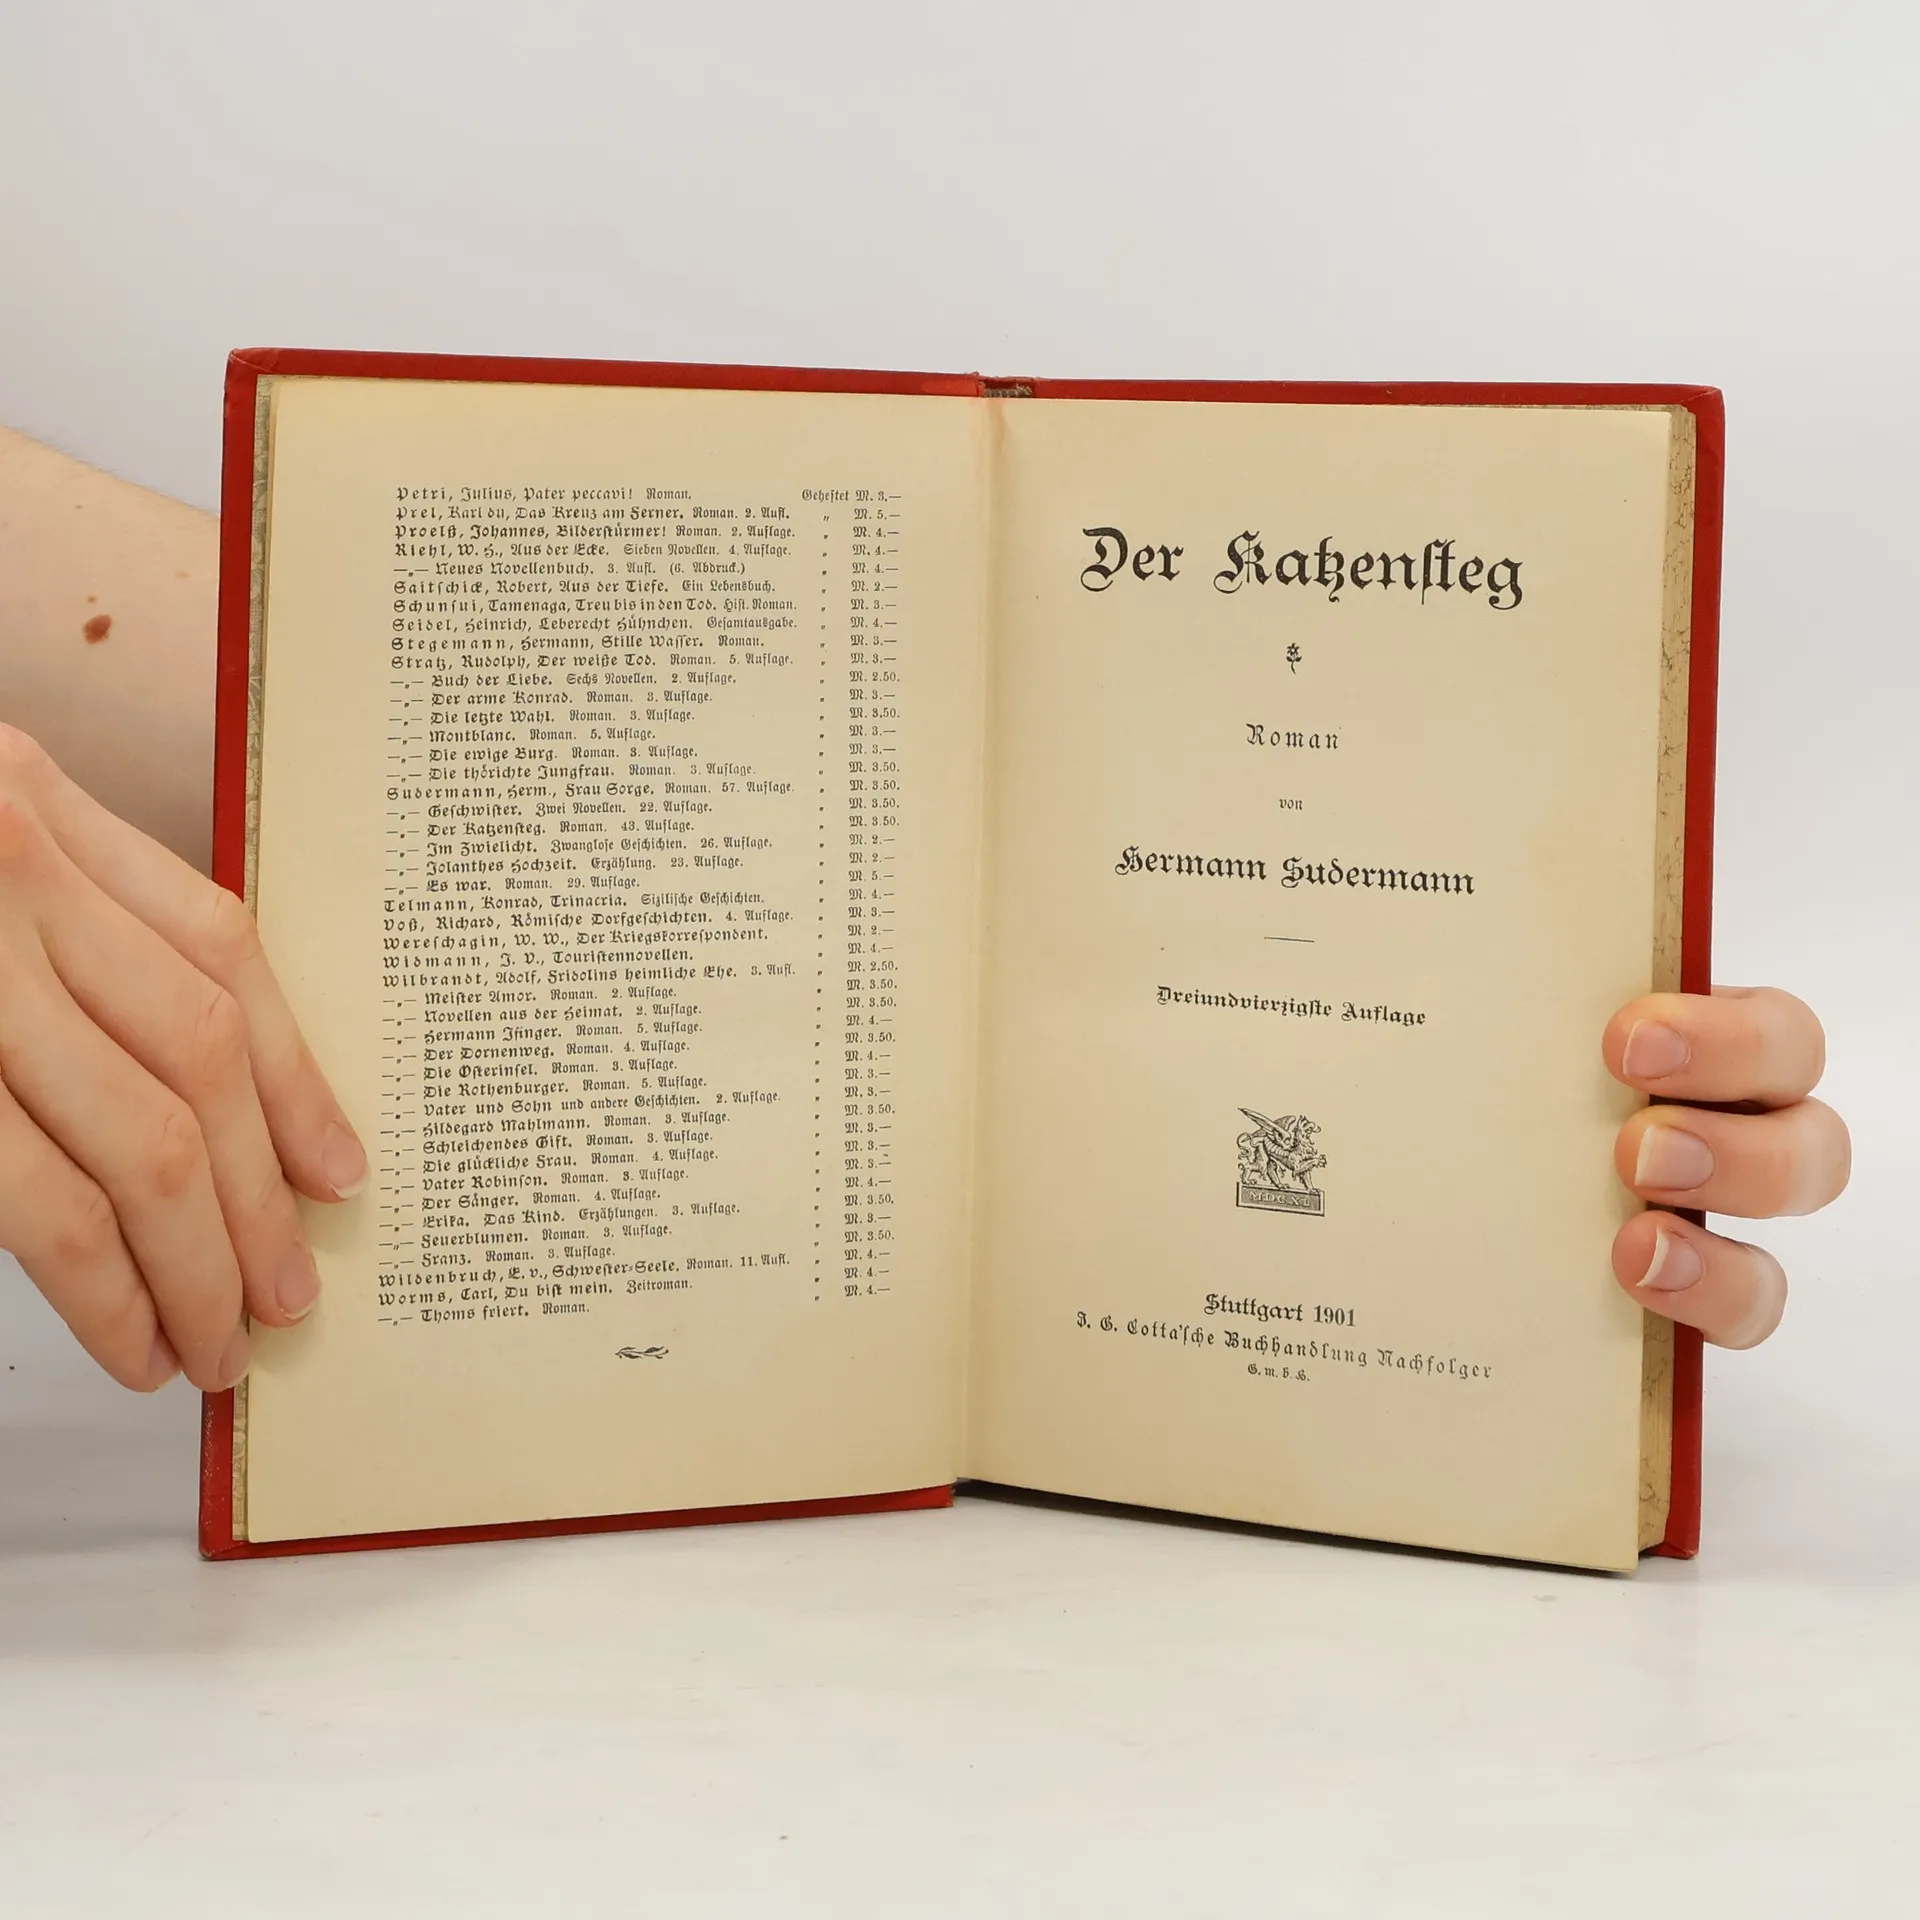 Petri, Julius, Pater peccavi! Roman. Geheftet M. 3.—
Prel, Karl du, Das Kreuz am Ferner. Roman. 2. Aufl. „ M. 5.—
Proelß, Johannes, Bilderstürmer! Roman. 2. Auflage. „ M. 4.—
Riehl, W. H., Aus der Ecke. Sieben Novellen. 4. Auflage. „ M. 4.—
—„— Neues Novellenbuch. 3. Aufl. (6. Abdruck.) „ M. 4.—
Saitschick, Robert, Aus der Tiefe. Ein Lebensbuch. „ M. 2.—
Schunsui, Tamenaga, Treu bis in den Tod. Hist. Roman. „ M. 3.—
Seidel, Heinrich, Leberecht Hühnchen. Gesamtausgabe. „ M. 4.—
Stegemann, Hermann, Stille Wasser. Roman. „ M. 3.—
Stratz, Rudolph, Der weiße Tod. Roman. 5. Auflage. „ M. 3.—
—„— Buch der Liebe. Sechs Novellen. 2. Auflage. „ M. 2.50.
—„— Der arme Konrad. Roman. 3. Auflage. „ M. 3.—
—„— Die letzte Wahl. Roman. 3. Auflage. „ M. 3.50.
—„— Montblanc. Roman. 5. Auflage. „ M. 3.—
—„— Die ewige Burg. Roman. 3. Auflage. „ M. 3.—
—„— Die thörichte Jungfrau. Roman. 3. Auflage. „ M. 3.50.
Sudermann, Herm., Frau Sorge. Roman. 57. Auflage. „ M. 3.50.
—„— Geschwister. Zwei Novellen. 22. Auflage. „ M. 3.50.
—„— Der Katzensteg. Roman. 43. Auflage. „ M. 3.50.
—„— Im Zwielicht. Zwanglose Geschichten. 26. Auflage. „ M. 2.—
—„— Jolanthes Hochzeit. Erzählung. 23. Auflage. „ M. 2.—
—„— Es war. Roman. 29. Auflage. „ M. 5.—
Telmann, Konrad, Trinacria. Sizilische Geschichten. „ M. 4.—
Voß, Richard, Römische Dorfgeschichten. 4. Auflage. „ M. 3.—
Wereschagin, W. W., Der Kriegskorrespondent. „ M. 2.—
Widmann, J. V., Touristennovellen. „ M. 4.—
Wilbrandt, Adolf, Fridolins heimliche Ehe. 3. Aufl. „ M. 2.50.
—„— Meister Amor. Roman. 2. Auflage. „ M. 3.50.
—„— Novellen aus der Heimat. 2. Auflage. „ M. 3.50.
—„— Hermann Ifinger. Roman. 5. Auflage. „ M. 4.—
—„— Der Dornenweg. Roman. 4. Auflage. „ M. 3.50.
—„— Die Osterinsel. Roman. 3. Auflage. „ M. 4.—
—„— Die Rothenburger. Roman. 5. Auflage. „ M. 3.—
—„— Vater und Sohn und andere Geschichten. 2. Auflage. „ M. 3.—
—„— Hildegard Mahlmann. Roman. 3. Auflage. „ M. 3.50.
—„— Schleichendes Gift. Roman. 3. Auflage. „ M. 3.—
—„— Die glückliche Frau. Roman. 4. Auflage. „ M. 3.—
—„— Vater Robinson. Roman. 3. Auflage. „ M. 3.—
—„— Der Sänger. Roman. 4. Auflage. „ M. 4.—
—„— Erika. Das Kind. Erzählungen. 3. Auflage. „ M. 3.50.
—„— Feuerblumen. Roman. 3. Auflage. „ M. 3.—
—„— Franz. Roman. 3. Auflage. „ M. 3.50.
Wildenbruch, E. v., Schwester-Seele. Roman. 11. Aufl. „ M. 4.—
Worms, Carl, Du bist mein. Zeitroman. „ M. 4.—
—„— Thoms friert. Roman. „ M. 4.—
Der Katzensteg
Roman
von
Hermann Sudermann
Dreiundvierzigste Auflage
MDCXL
Stuttgart 1901
J. G. Cotta'sche Buchhandlung Nachfolger
G. m. b. H.